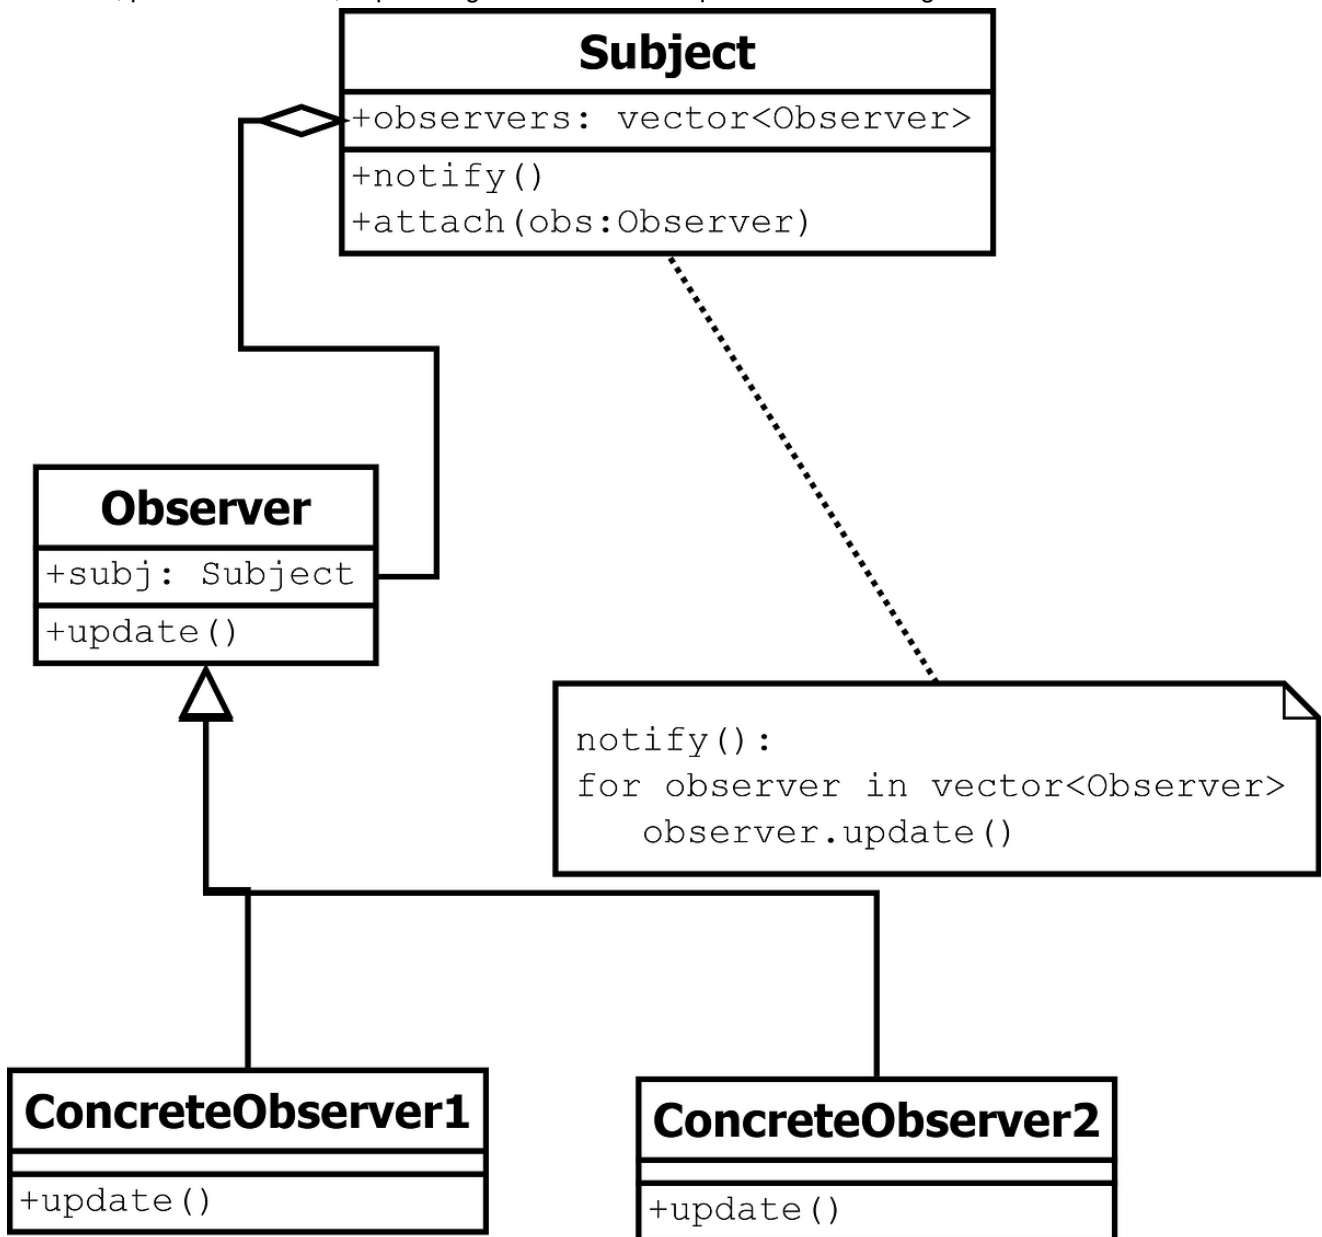 Subject
+observers: vector<Observer>
+notify()
+attach(obs:Observer)
Observer
+subj: Subject
+update()
notify():
for observer in vector<Observer>
observer.update()
ConcreteObserver1
+update()
ConcreteObserver2
+update()